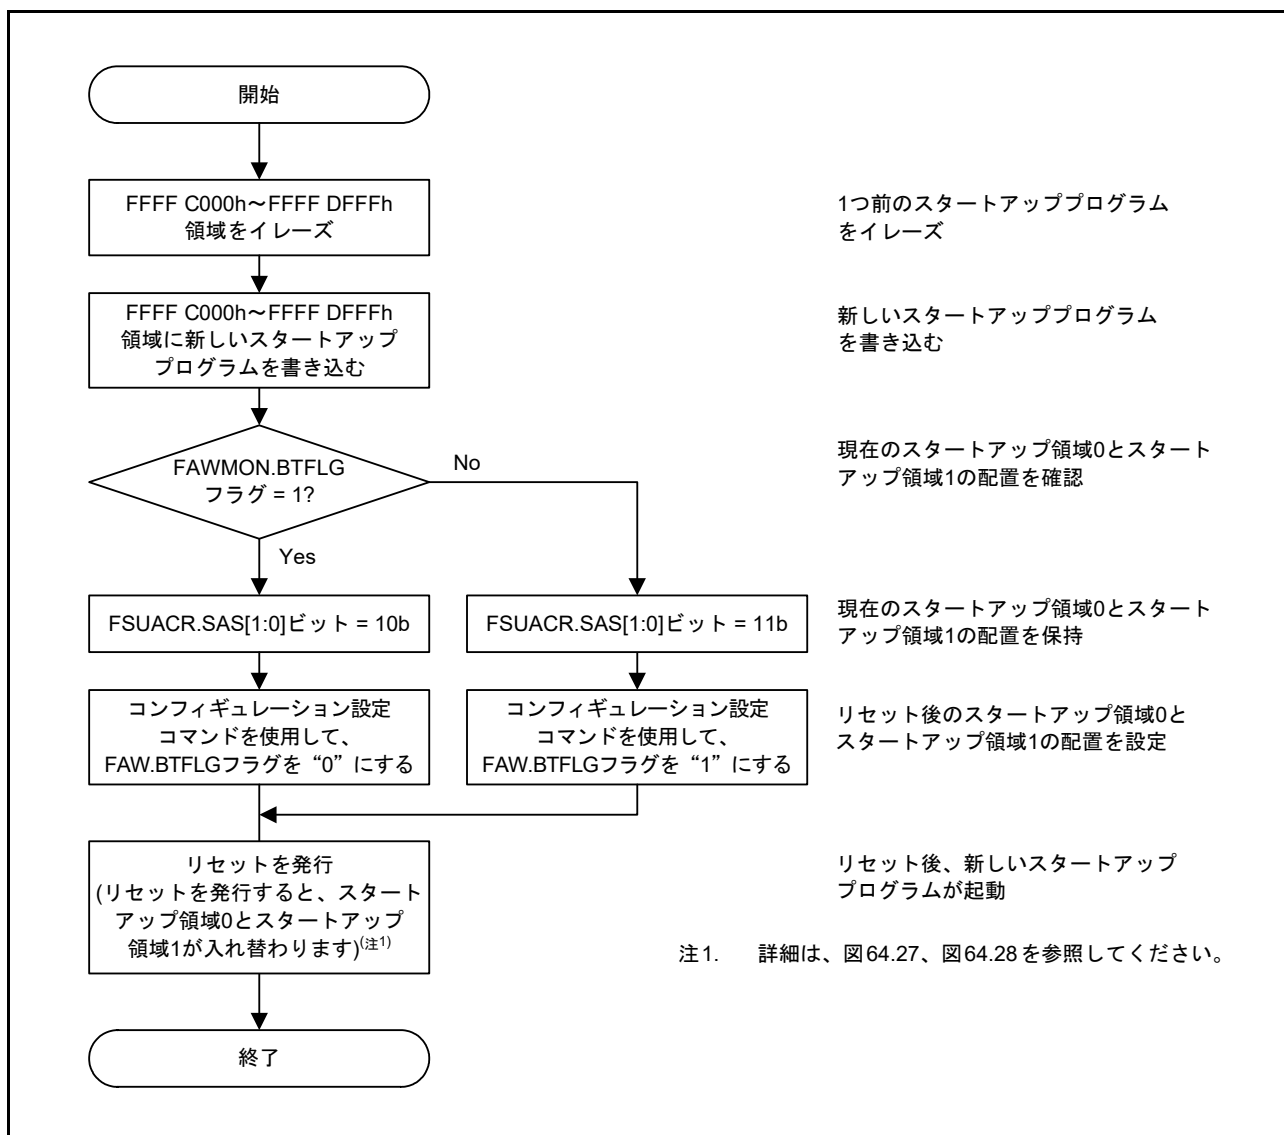 開始
FFFF C000h～FFFF DFFFh
領域をイレーズ
1つ前のスタートアッププログラム
をイレーズ
FFFF C000h～FFFF DFFFh
領域に新しいスタートアップ
プログラムを書き込む
新しいスタートアッププログラム
を書き込む
FAWMON.BTFLG
フラグ = 1?
No
Yes
現在のスタートアップ領域0とスタート
アップ領域1の配置を確認
FSUACR.SAS[1:0]ビット = 10b
FSUACR.SAS[1:0]ビット = 11b
現在のスタートアップ領域0とスタート
アップ領域1の配置を保持
コンフィギュレーション設定
コマンドを使用して、
FAW.BTFLGフラグを“0”にする
コンフィギュレーション設定
コマンドを使用して、
FAW.BTFLGフラグを“1”にする
リセット後のスタートアップ領域0と
スタートアップ領域1の配置を設定
リセットを発行
(リセットを発行すると、スタート
アップ領域0とスタートアップ
領域1が入れ替わります)(注1)
リセット後、新しいスタートアップ
プログラムが起動
注1. 詳細は、図64.27、図64.28を参照してください。
終了